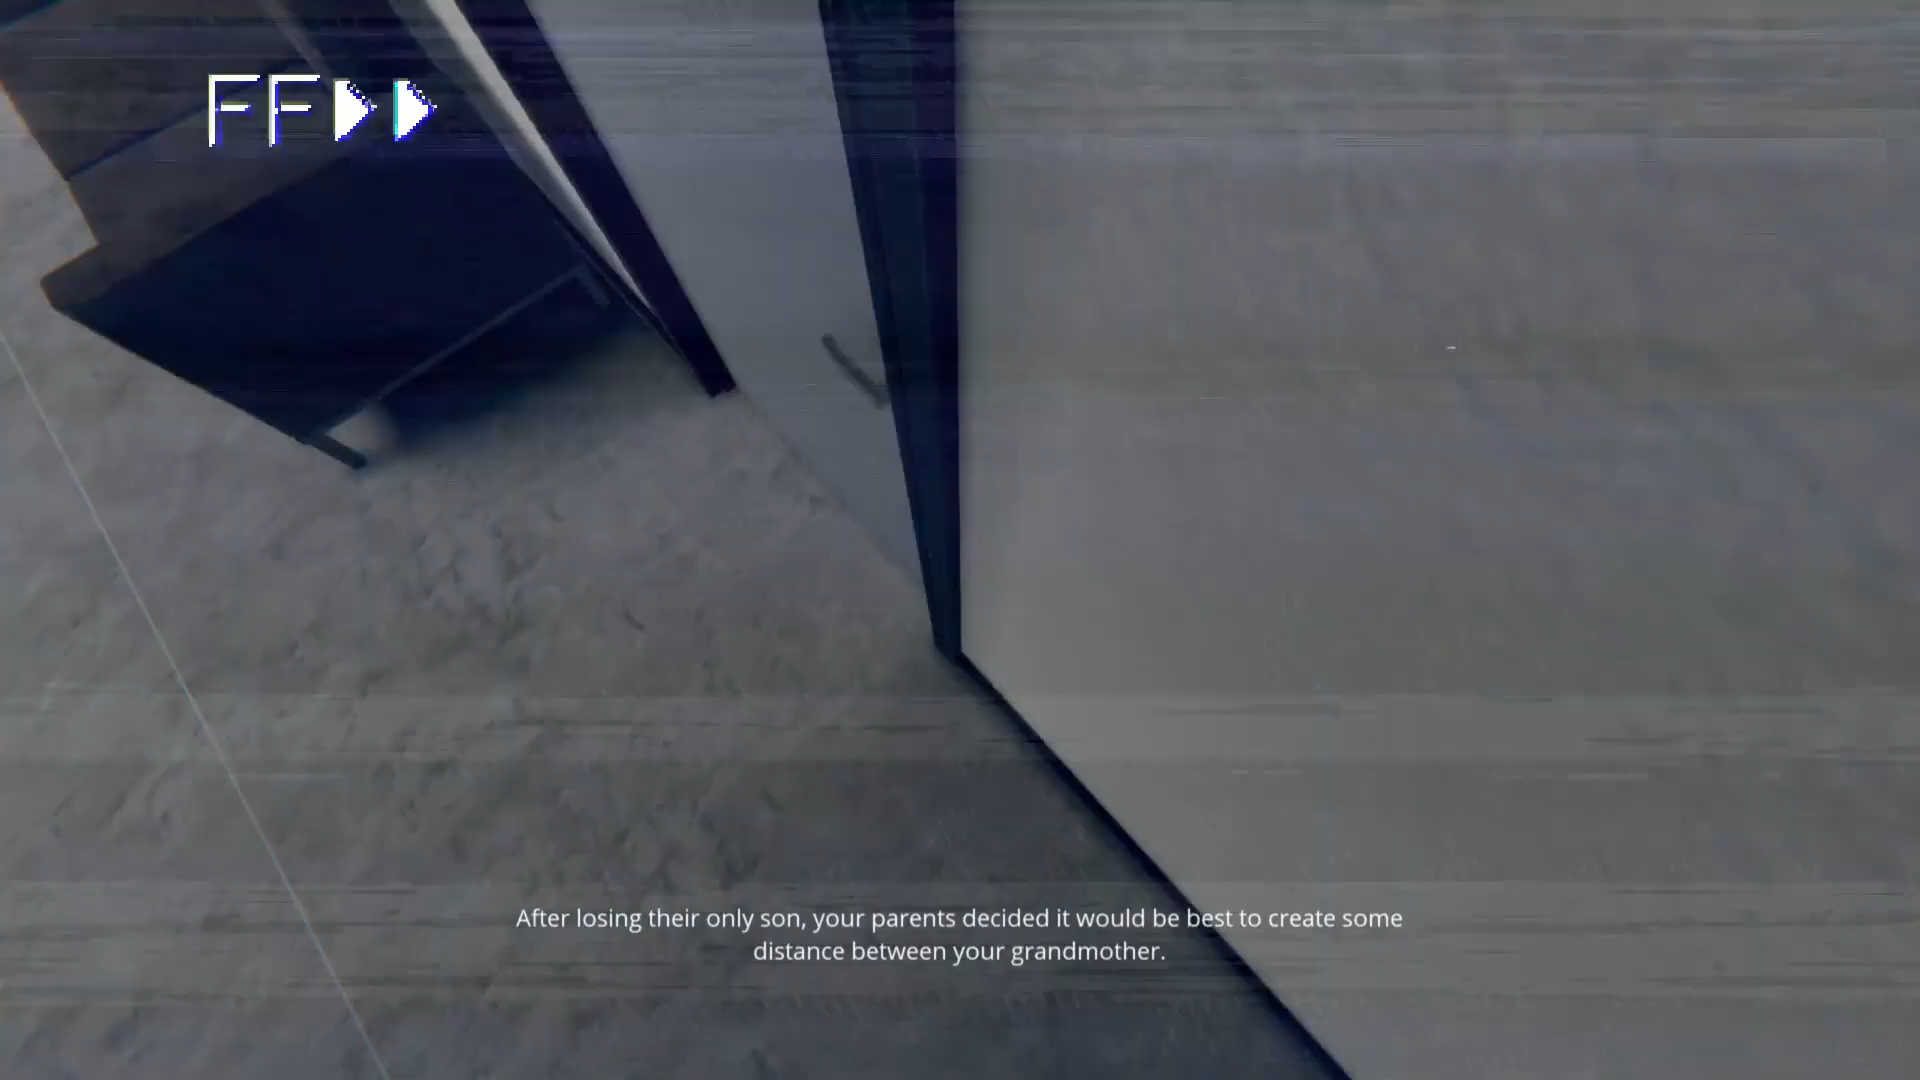 FF
After losing their only son, your parents decided it would be best to create some
distance between your grandmother.